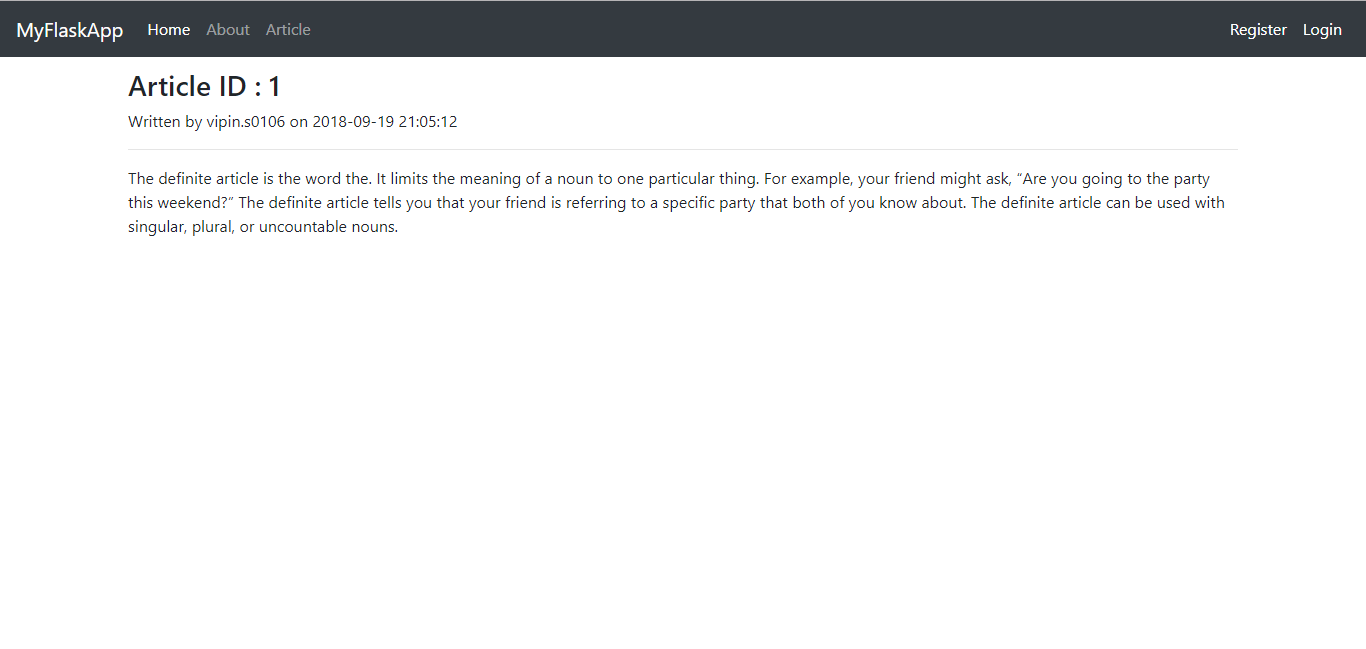 MyFlaskApp Home About Article Register Login
Article ID : 1
Written by vipin.s0106 on 2018-09-19 21:05:12
The definite article is the word the. It limits the meaning of a noun to one particular thing. For example, your friend might ask, “Are you going to the party
this weekend?” The definite article tells you that your friend is referring to a specific party that both of you know about. The definite article can be used with
singular, plural, or uncountable nouns.